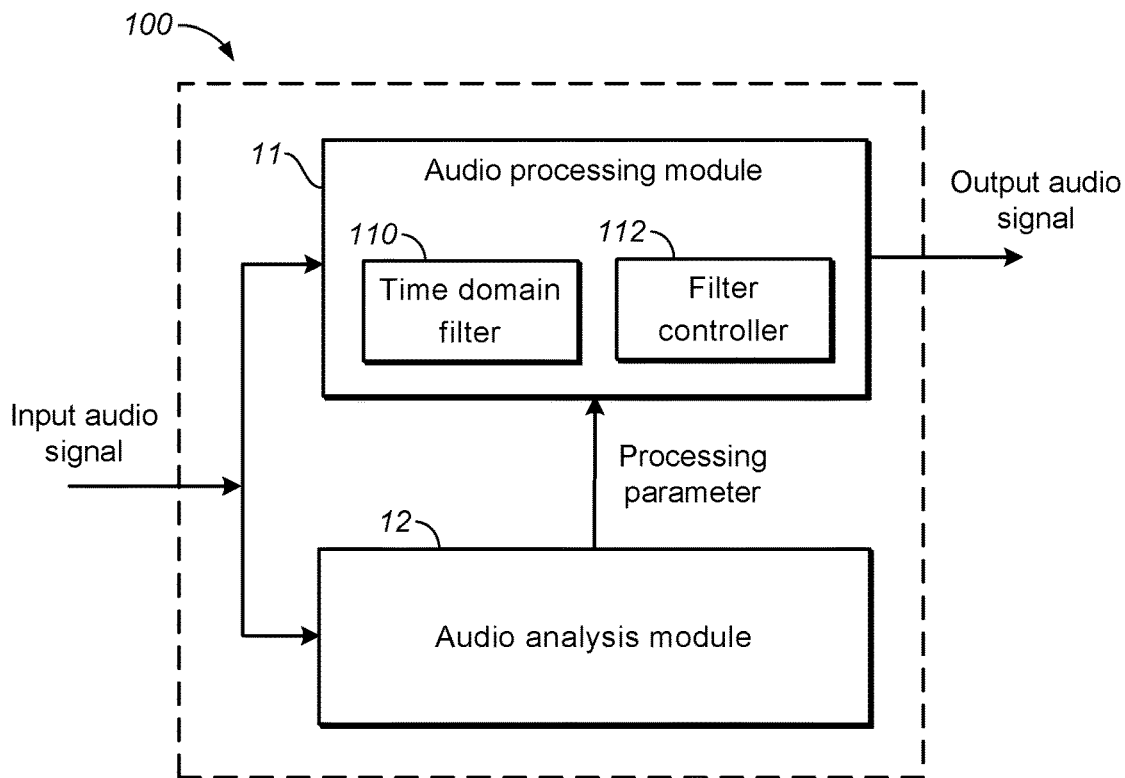 100
11
Audio processing module
Output audio
signal
110
112
Time domain
filter
Filter
controller
Input audio
signal
Processing
parameter
12
Audio analysis module